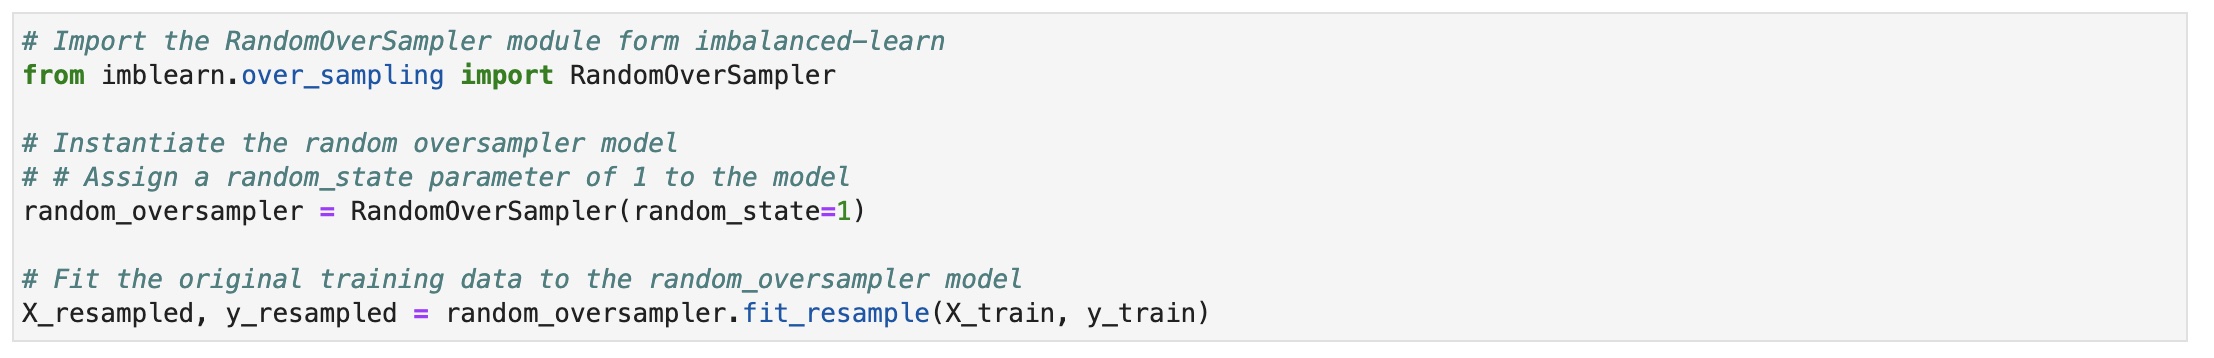 # Import the RandomOverSampler module form imbalanced-learn
from imblearn.over_sampling import RandomOverSampler
# Instantiate the random oversampler model
# # Assign a random_state parameter of 1 to the model
random_oversampler = RandomOverSampler(random_state=1)
# Fit the original training data to the random_oversampler model
X_resampled, y_resampled = random_oversampler.fit_resample(X_train, y_train)